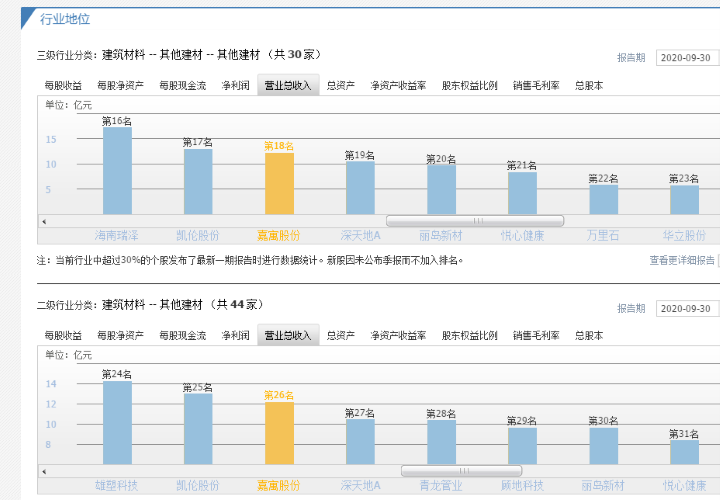 行业地位
三级行业分类: 建筑材料 -- 其他建材 -- 其他建材 （共 30 家）
报告期 2020-09-30
每股收益 每股净资产 每股现金流 净利润 营业总收入 总资产 净资产收益率 股东权益比例 销售毛利率 总股本
单位: 亿元
15
10
5
第16名 第17名 第18名 第19名 第20名 第21名 第22名 第23名
海南瑞泽 凯伦股份 嘉寓股份 深天地A 丽岛新材 悦心健康 万里石 华立股份
注: 当前行业中超过30%的个股发布了最新一期报告时进行数据统计。新股因未公布季报而不加入排名。
查看更详细报告
二级行业分类: 建筑材料 -- 其他建材 （共 44 家）
报告期 2020-09-30
每股收益 每股净资产 每股现金流 净利润 营业总收入 总资产 净资产收益率 股东权益比例 销售毛利率 总股本
单位: 亿元
14
12
10
8
第24名 第25名 第26名 第27名 第28名 第29名 第30名 第31名
雄塑科技 凯伦股份 嘉寓股份 深天地A 青龙管业 顾地科技 丽岛新材 悦心健康